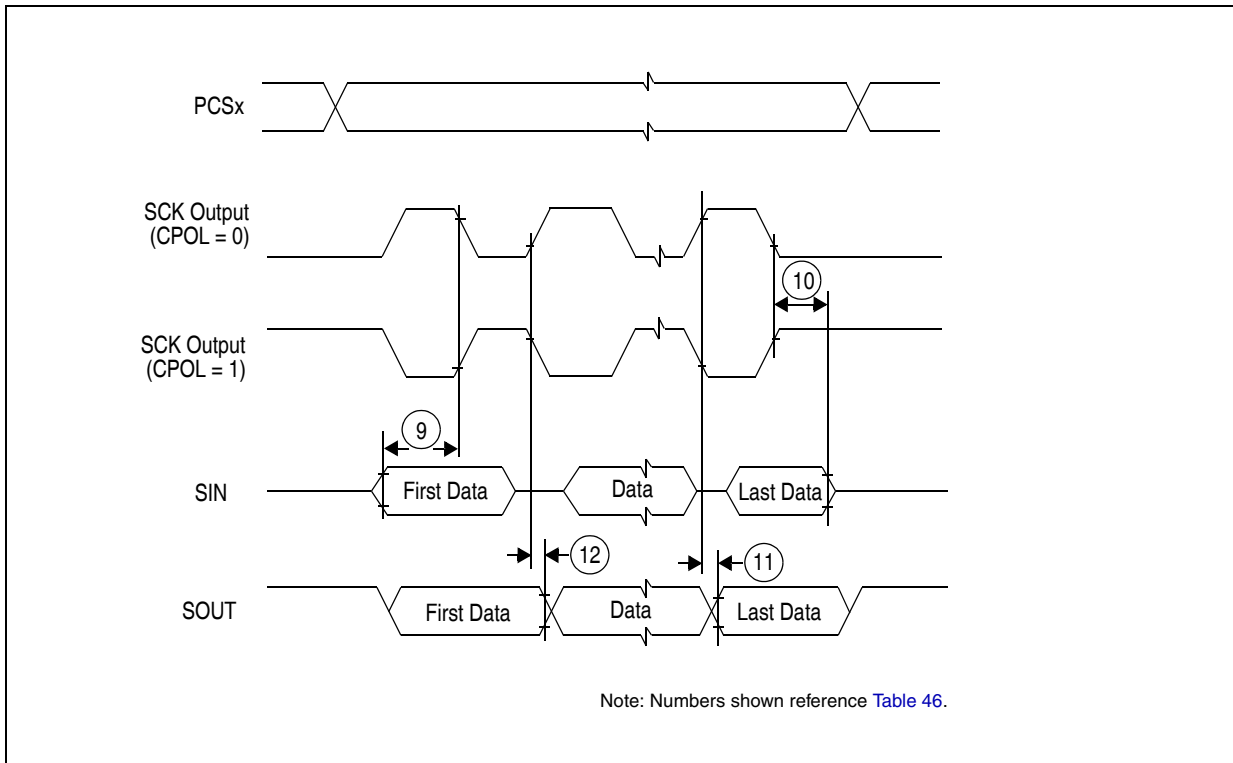 PCSx
SCK Output
(CPOL = 0)
10
SCK Output
(CPOL = 1)
9
SIN
First Data
Data
Last Data
12
11
SOUT
First Data
Data
Last Data
Note: Numbers shown reference Table 46.